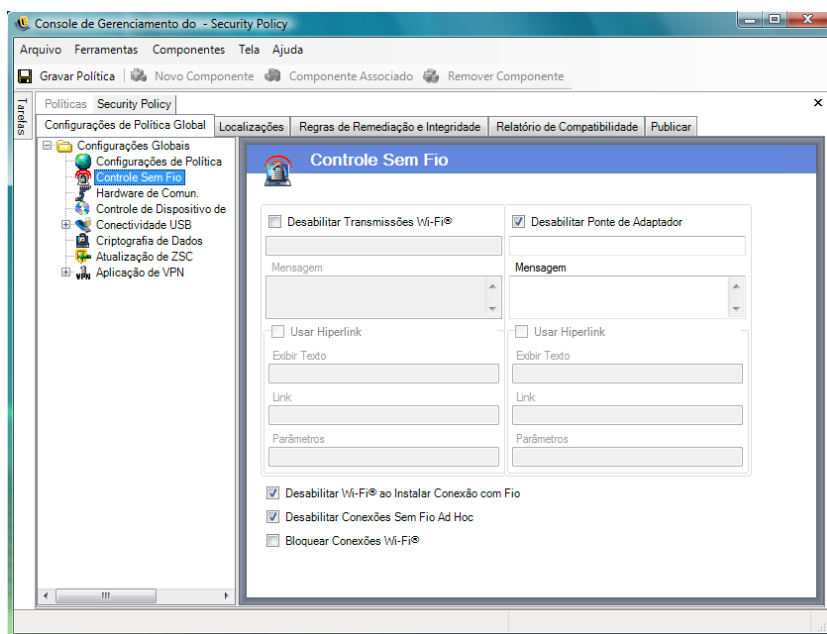 Console de Gerenciamento do - Security Policy
Arquivo Ferramentas Componentes Tela Ajuda
Gravar Política Novo Componente Componente Associado Remover Componente
Tarefas
Políticas Security Policy
Configurações de Política Global Localizações Regras de Remediação e Integridade Relatório de Compatibilidade Publicar
Configurações Globais
Configurações de Política
Controle Sem Fio
Hardware de Comun.
Controle de Dispositivo de
Conectividade USB
Criptografia de Dados
Atualização de ZSC
Aplicação de VPN
Controle Sem Fio
Desabilitar Transmissões Wi-Fi®
Mensagem
Usar Hiperlink
Exibir Texto
Link
Parâmetros
Desabilitar Ponte de Adaptador
Mensagem
Usar Hiperlink
Exibir Texto
Link
Parâmetros
Desabilitar Wi-Fi® ao Instalar Conexão com Fio
Desabilitar Conexões Sem Fio Ad Hoc
Bloquear Conexões Wi-Fi®